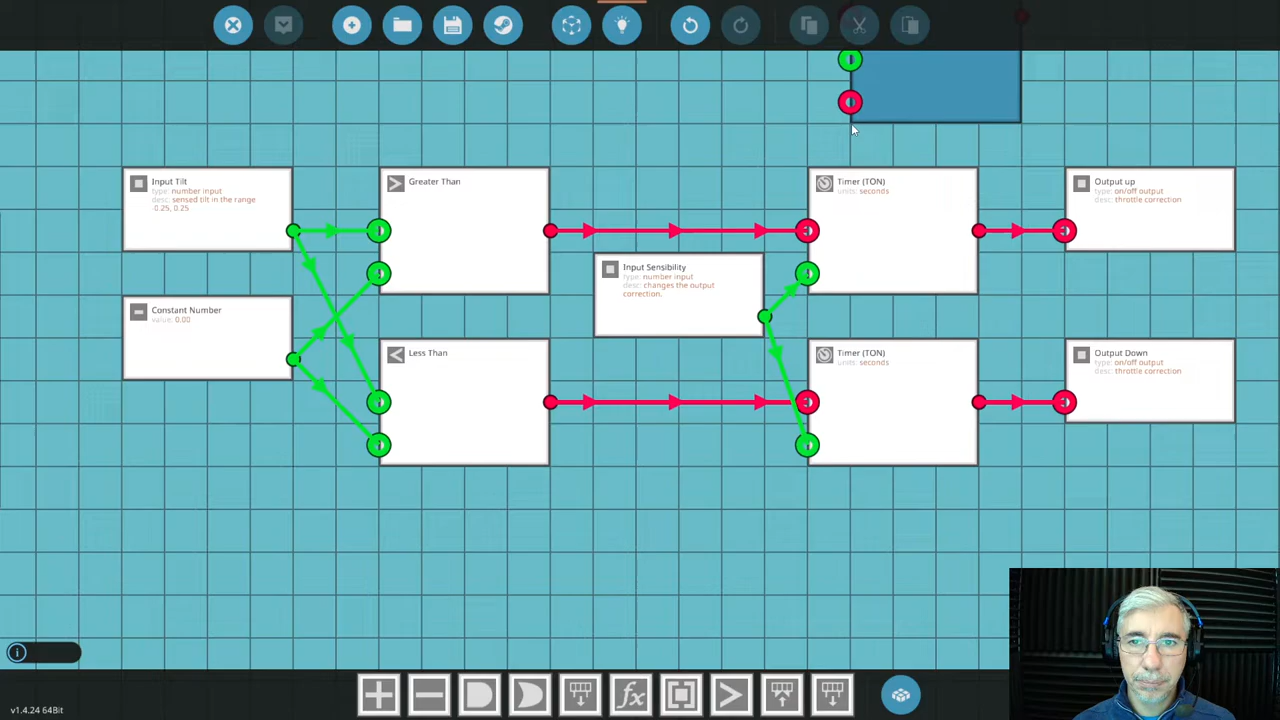 Input Tilt
type: number input
desc: sensed tilt in the range
-0.25, 0.25
Greater Than
Timer (TON)
units: seconds
Output up
type: on/off output
desc: throttle correction
Input Sensibility
type: number input
desc: changes the output
correction.
Constant Number
value: 0.00
Less Than
Timer (TON)
units: seconds
Output Down
type: on/off output
desc: throttle correction
fx
v1.4.24 64Bit